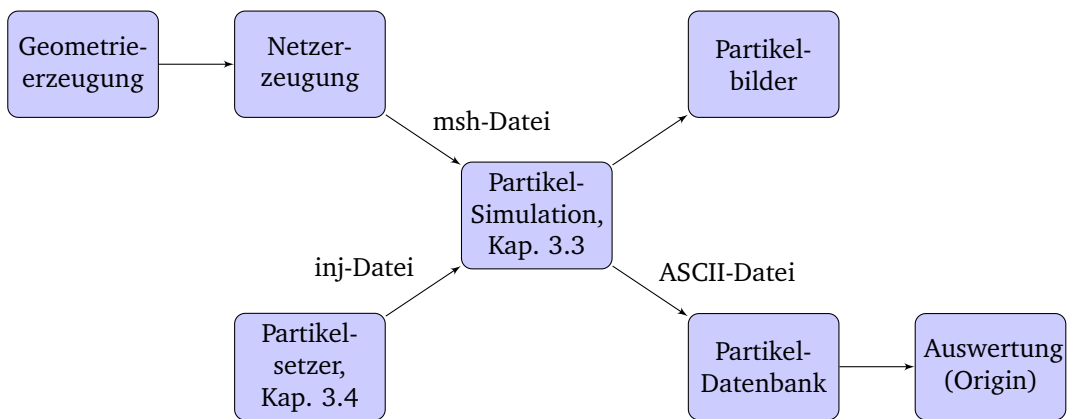 Geometrie-
erzeugung
Netzer-
zeugung
Partikel-
bilder
msh-Datei
Partikel-
Simulation,
Kap. 3.3
inj-Datei
ASCII-Datei
Partikel-
setzer,
Kap. 3.4
Partikel-
Datenbank
Auswertung
(Origin)